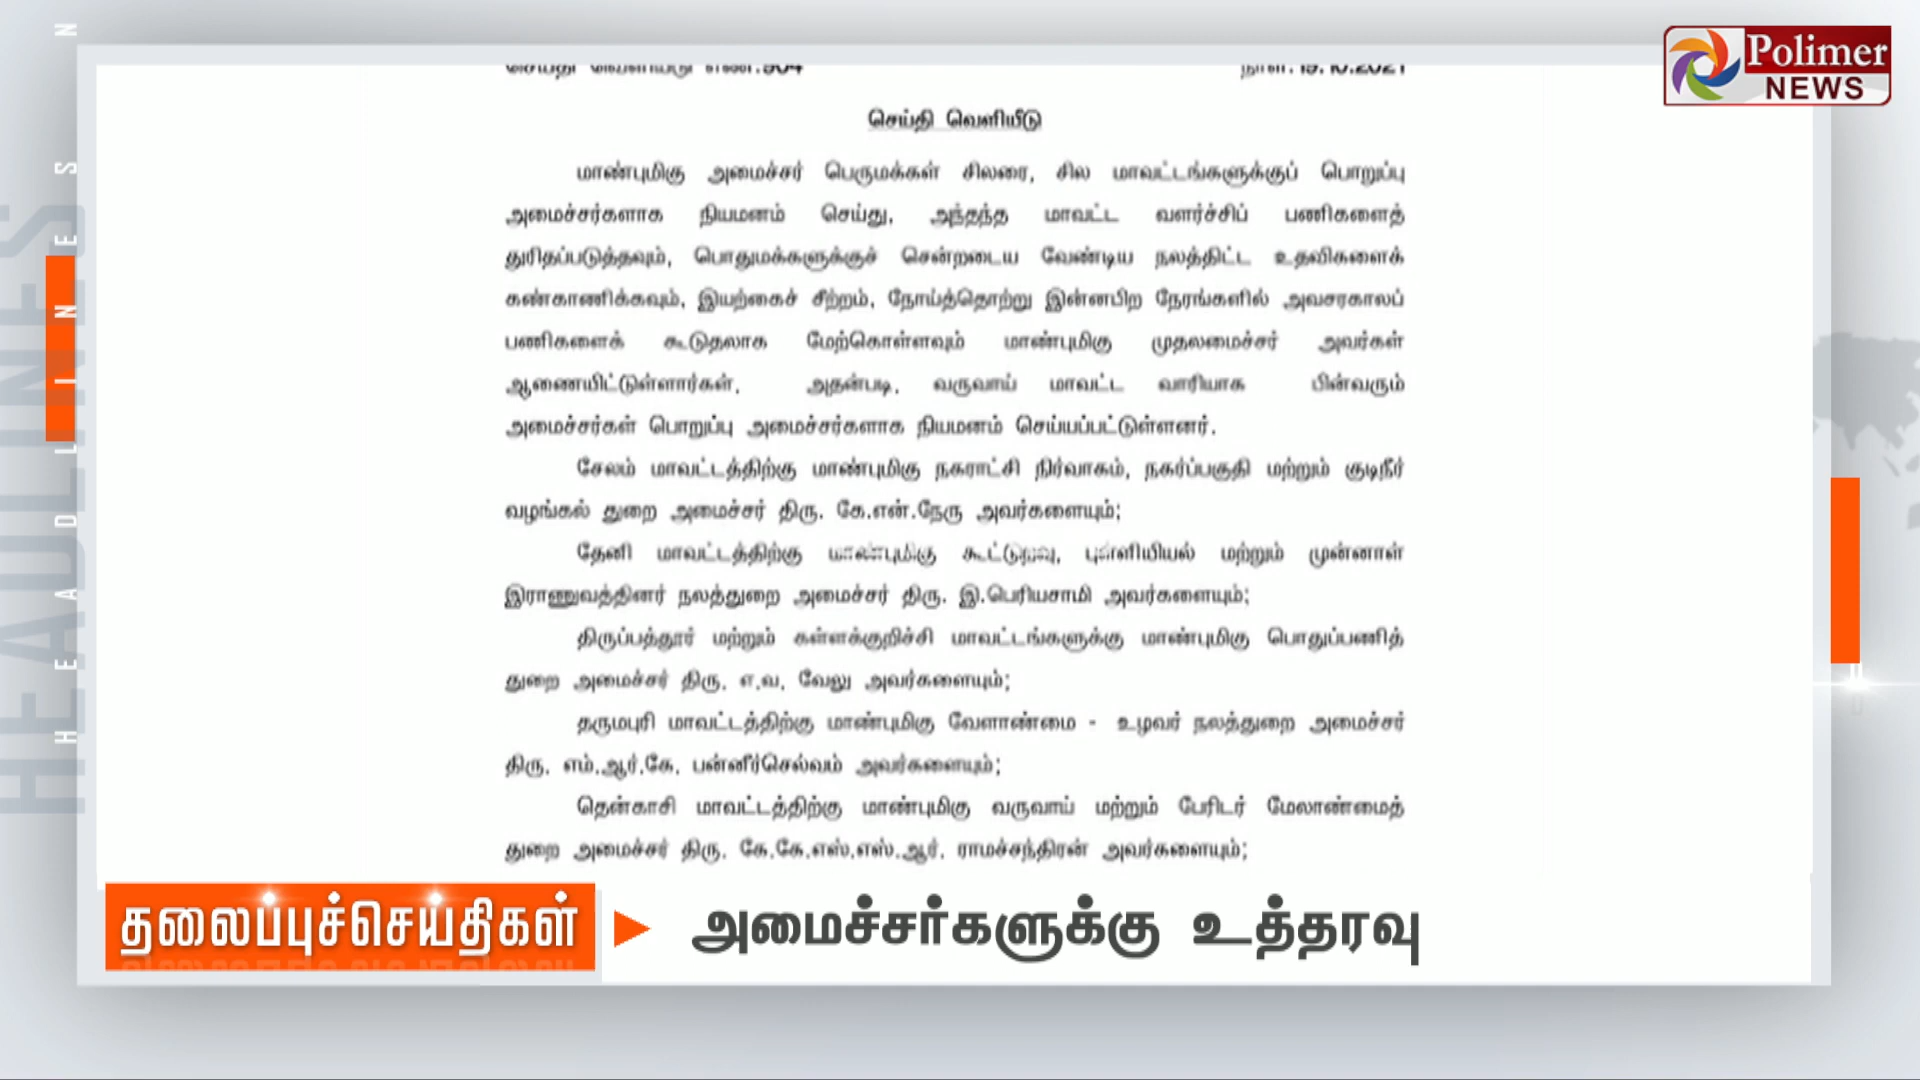 Polimer
NEWS
HEADLINES
HEADLINES
செய்தி வெளியீடு எண்.904 நாள்.19.10.2021
செய்தி வெளியீடு
மாண்புமிகு அமைச்சர் பெருமக்கள் சிலரை, சில மாவட்டங்களுக்குப் பொறுப்பு
அமைச்சர்களாக நியமனம் செய்து, அந்தந்த மாவட்ட வளர்ச்சிப் பணிகளைத்
துரிதப்படுத்தவும், பொதுமக்களுக்குச் சென்றடைய வேண்டிய நலத்திட்ட உதவிகளைக்
கண்காணிக்கவும், இயற்கைச் சீற்றம், நோய்த்தொற்று இன்னபிற நேரங்களில் அவசரகாலப்
பணிகளைக் கூடுதலாக மேற்கொள்ளவும் மாண்புமிகு முதலமைச்சர் அவர்கள்
ஆணையிட்டுள்ளார்கள். அதன்படி, வருவாய் மாவட்ட வாரியாக பின்வரும்
அமைச்சர்கள் பொறுப்பு அமைச்சர்களாக நியமனம் செய்யப்பட்டுள்ளனர்.
சேலம் மாவட்டத்திற்கு மாண்புமிகு நகராட்சி நிர்வாகம், நகர்ப்பகுதி மற்றும் குடிநீர்
வழங்கல் துறை அமைச்சர் திரு. கே.என்.நேரு அவர்களையும்;
தேனி மாவட்டத்திற்கு மாண்புமிகு கூட்டுறவு, புள்ளியியல் மற்றும் முன்னாள்
இராணுவத்தினர் நலத்துறை அமைச்சர் திரு. இ.பெரியசாமி அவர்களையும்;
திருப்பத்தூர் மற்றும் கள்ளக்குறிச்சி மாவட்டங்களுக்கு மாண்புமிகு பொதுப்பணித்
துறை அமைச்சர் திரு. எ.வ. வேலு அவர்களையும்;
தருமபுரி மாவட்டத்திற்கு மாண்புமிகு வேளாண்மை - உழவர் நலத்துறை அமைச்சர்
திரு. எம்.ஆர்.கே. பன்னீர்செல்வம் அவர்களையும்;
தென்காசி மாவட்டத்திற்கு மாண்புமிகு வருவாய் மற்றும் பேரிடர் மேலாண்மைத்
துறை அமைச்சர் திரு. கே.கே.எஸ்.எஸ்.ஆர். ராமச்சந்திரன் அவர்களையும்;
தலைப்புச்செய்திகள் அமைச்சர்களுக்கு உத்தரவு